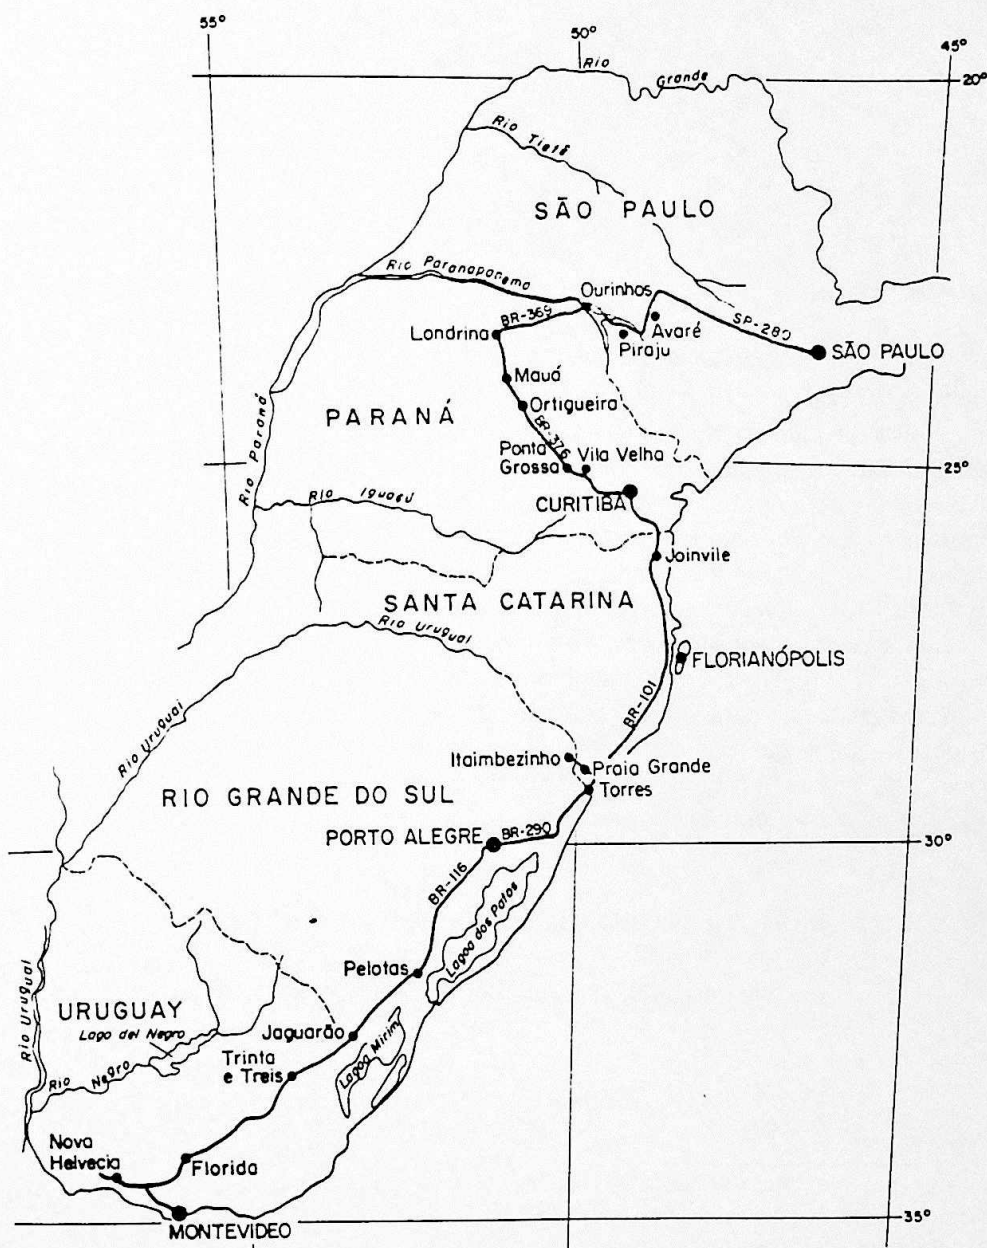 55°
50°
45°
Rio Grande
20°
Rio Tietê
SÃO PAULO
Rio Paranapanema
Ourinhos
BR-369
Londrina
Avaré
SP-280
Piraju
SÃO PAULO
Mauá
Ortigueira
PARANÁ
BR-376
Rio Paraná
Ponta
Grossa
Vila Velha
25°
Rio Iguaçú
CURITIBA
Joinvile
SANTA CATARINA
Rio Uruguai
FLORIANÓPOLIS
BR-101
Rio Uruguai
Itaimbezinho
Praia Grande
Torres
RIO GRANDE DO SUL
PORTO ALEGRE
BR-290
30°
BR-116
Lagoa dos Patos
Pelotas
Rio Uruguai
URUGUAY
Lago del Negro
Jaguarão
Lagoa Mirim
Trinta
e Treis
Rio Negro
Nova
Helvecia
Florida
MONTEVIDEO
35°